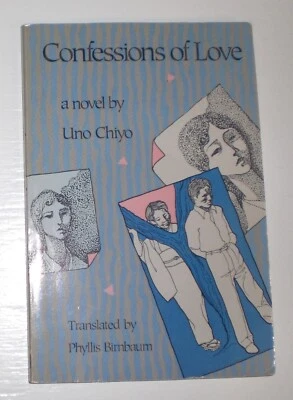 Confessions of Love
a novel by
Uno Chiyo
Translated by
Phyllis Birnbaum